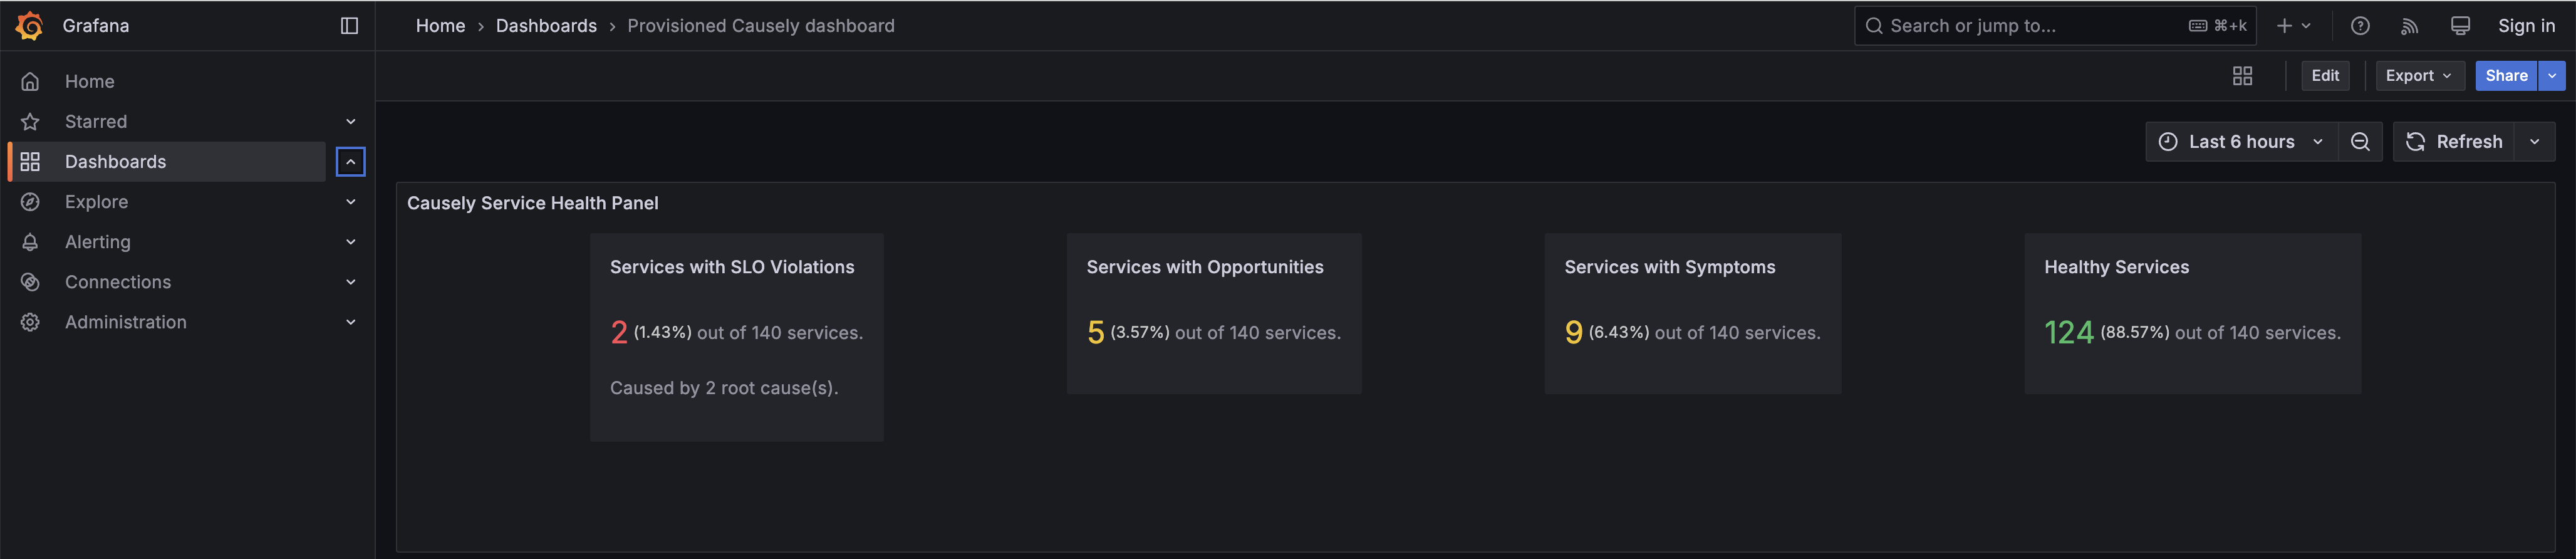 Grafana
Home › Dashboards › Provisioned Causely dashboard
Search or jump to...
⌘+k
Sign in
Edit
Export
Share
Home
Starred
Dashboards
Explore
Alerting
Connections
Administration
Last 6 hours
Refresh
Causely Service Health Panel
Services with SLO Violations
2 (1.43%) out of 140 services.
Caused by 2 root cause(s).
Services with Opportunities
5 (3.57%) out of 140 services.
Services with Symptoms
9 (6.43%) out of 140 services.
Healthy Services
124 (88.57%) out of 140 services.